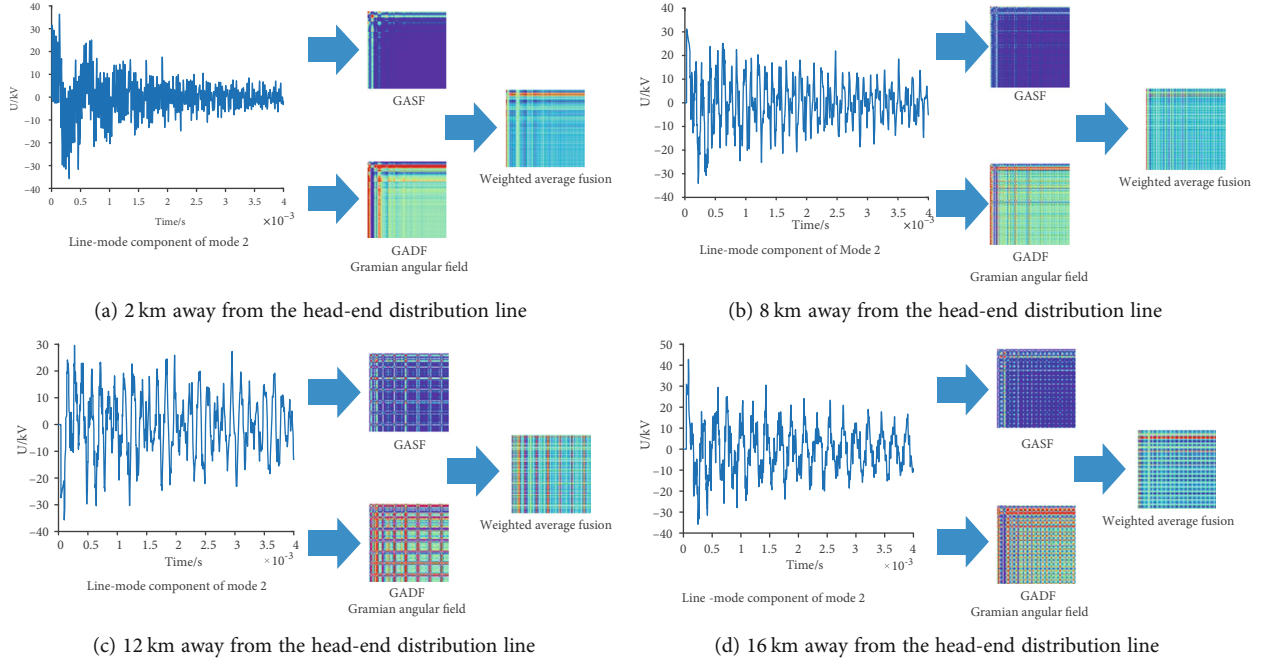 40
30
20
10
0
−10
−20
−30
40
U/kV
0
0.5
1
1.5
2
2.5
3
3.5
4
Time/s
×10⁻³
Line-mode component of mode 2
GASF
GADF
Gramian angular field
Weighted average fusion
(a) 2 km away from the head-end distribution line
40
30
20
10
0
−10
−20
−30
−40
U/kV
0
0.5
1
1.5
2
2.5
3
3.5
4
Time/s
×10⁻³
Line-mode component of Mode 2
GASF
GADF
Gramian angular field
Weighted average fusion
(b) 8 km away from the head-end distribution line
30
20
10
0
−10
−20
−30
−40
U/kV
0
0.5
1
1.5
2
2.5
3
3.5
4
Time/s
×10⁻³
Line-mode component of mode 2
GASF
GADF
Gramian angular field
Weighted average fusion
(c) 12 km away from the head-end distribution line
50
40
30
20
10
0
−10
−20
−30
−40
U/kV
0
0.5
1
1.5
2
2.5
3
3.5
4
Time/s
×10⁻³
Line -mode component of mode 2
GASF
GADF
Gramian angular field
Weighted average fusion
(d) 16 km away from the head-end distribution line